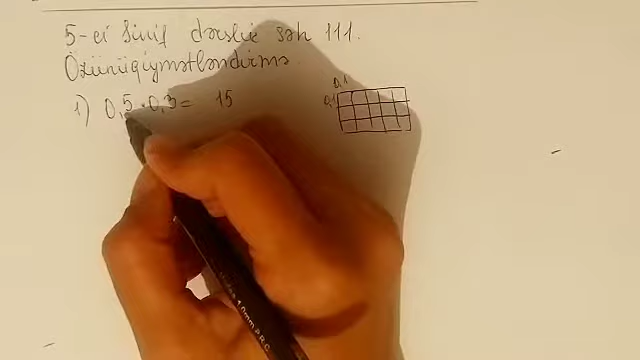 5-ci sinif dərslik səh 111.
Özünüqiymətləndirmə.
1) 0,5 · 0,3 = 15
0,1
0,1